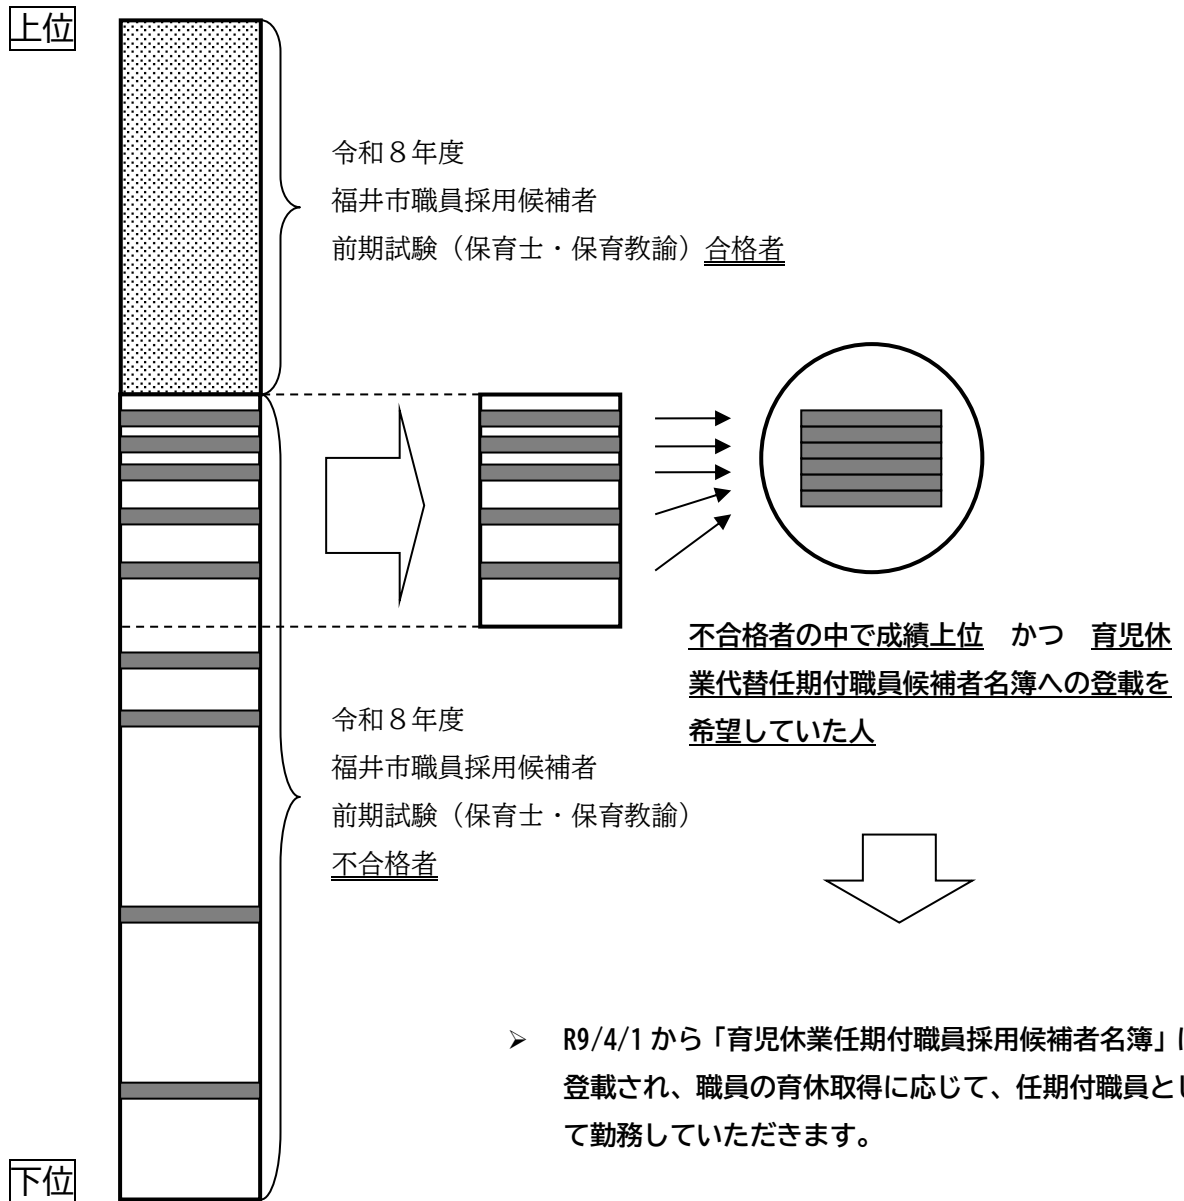 上位
令和８年度
福井市職員採用候補者
前期試験（保育士・保育教諭）合格者
不合格者の中で成績上位　かつ　育児休
業代替任期付職員候補者名簿への登載を
希望していた人
令和８年度
福井市職員採用候補者
前期試験（保育士・保育教諭）
不合格者
➢ R9/4/1 から「育児休業任期付職員採用候補者名簿」に
登載され、職員の育休取得に応じて、任期付職員とし
て勤務していただきます。
下位